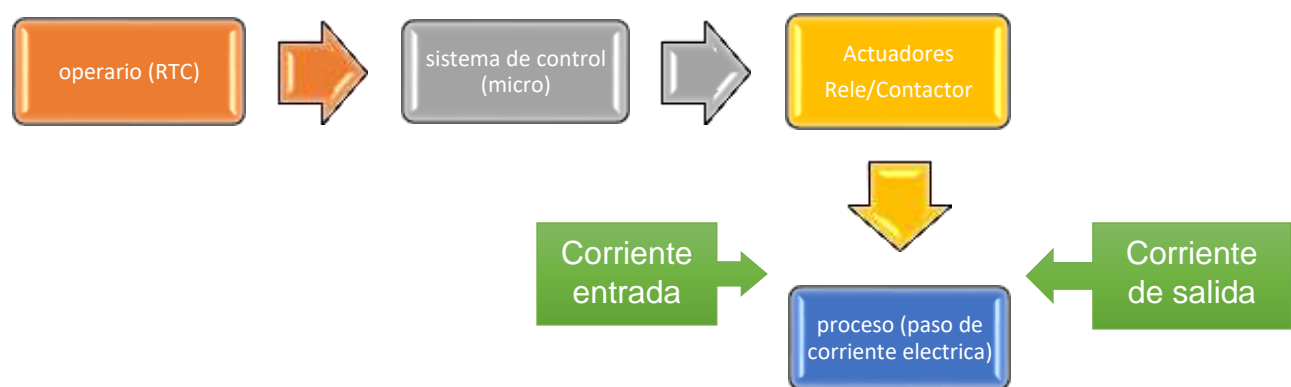 operario (RTC)
sistema de control
(micro)
Actuadores
Rele/Contactor
Corriente
entrada
Corriente
de salida
proceso (paso de
corriente electrica)